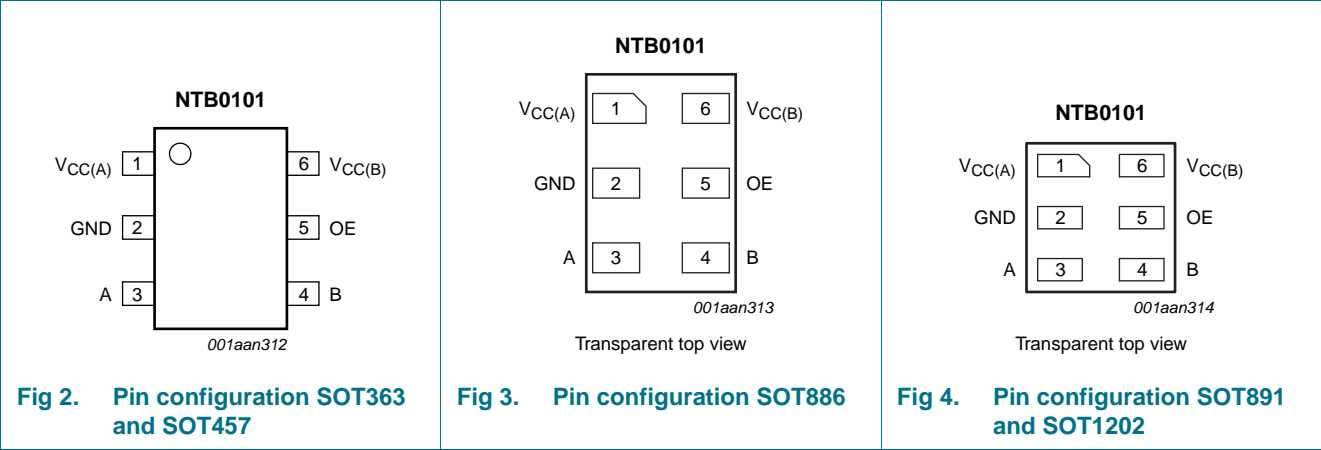 NTB0101
VCC(A) 1 6 VCC(B)
GND 2 5 OE
A 3 4 B
001aan312
Fig 2. Pin configuration SOT363
and SOT457
NTB0101
VCC(A) 1 6 VCC(B)
GND 2 5 OE
A 3 4 B
001aan313
Transparent top view
Fig 3. Pin configuration SOT886
NTB0101
VCC(A) 1 6 VCC(B)
GND 2 5 OE
A 3 4 B
001aan314
Transparent top view
Fig 4. Pin configuration SOT891
and SOT1202